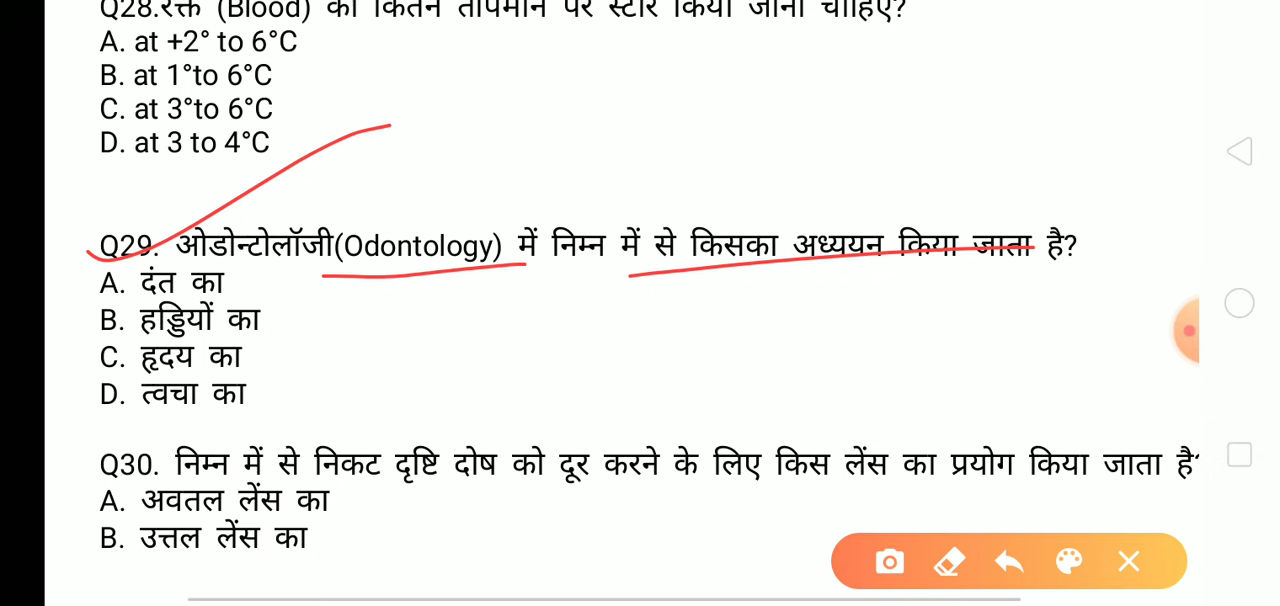 Q28.रक्त (Blood) को कितने तापमान पर स्टोर किया जाना चाहिए?
A. at +2° to 6°C
B. at 1°to 6°C
C. at 3°to 6°C
D. at 3 to 4°C
Q29. ओडोन्टोलॉजी(Odontology) में निम्न में से किसका अध्ययन किया जाता है?
A. दंत का
B. हड्डियों का
C. हृदय का
D. त्वचा का
Q30. निम्न में से निकट दृष्टि दोष को दूर करने के लिए किस लेंस का प्रयोग किया जाता है
A. अवतल लेंस का
B. उत्तल लेंस का